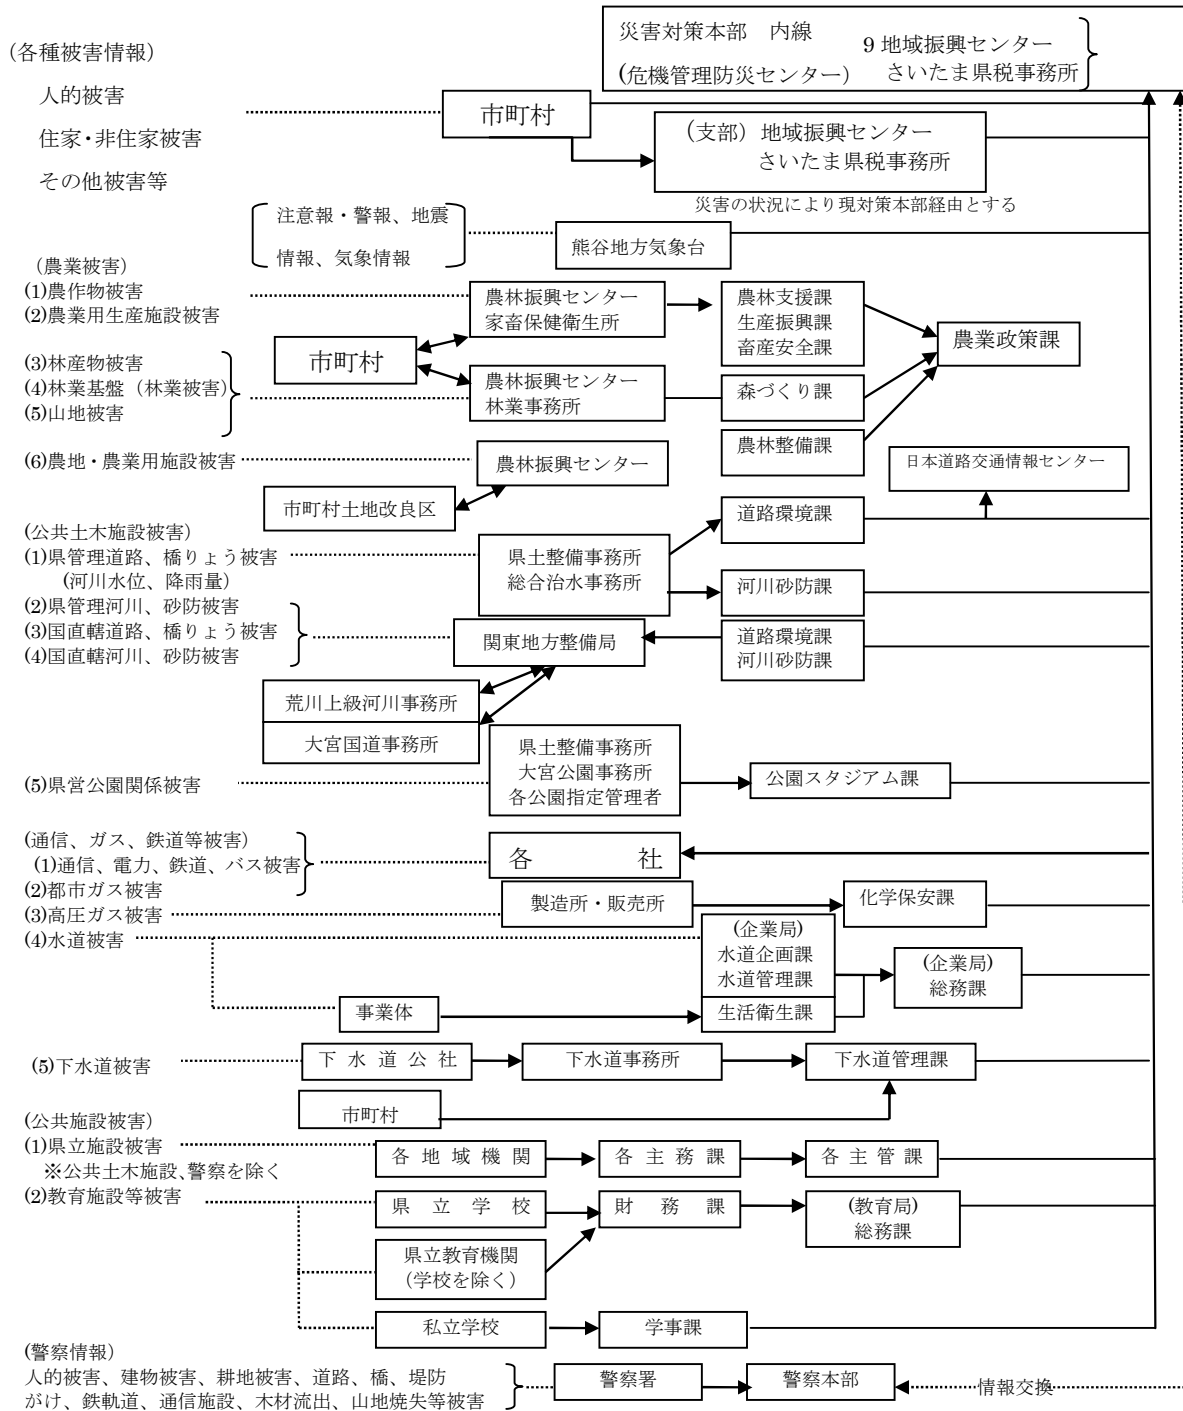 災害対策本部　内線
(危機管理防災センター）
9 地域振興センター
さいたま県税事務所
(各種被害情報)
人的被害
住家・非住家被害
その他被害等
市町村
（支部）地域振興センター
さいたま県税事務所
災害の状況により現対策本部経由とする
注意報・警報、地震
情報、気象情報
熊谷地方気象台
（農業被害）
(1)農作物被害
(2)農業用生産施設被害
農林振興センター
家畜保健衛生所
農林支援課
生産振興課
畜産安全課
農業政策課
市町村
(3)林産物被害
(4)林業基盤（林業被害）
(5)山地被害
農林振興センター
林業事務所
森づくり課
農林整備課
(6)農地・農業用施設被害
農林振興センター
日本道路交通情報センター
市町村土地改良区
(公共土木施設被害）
(1)県管理道路、橋りょう被害
(河川水位、降雨量）
県土整備事務所
総合治水事務所
道路環境課
河川砂防課
(2)県管理河川、砂防被害
(3)国直轄道路、橋りょう被害
(4)国直轄河川、砂防被害
関東地方整備局
道路環境課
河川砂防課
荒川上級河川事務所
大宮国道事務所
(5)県営公園関係被害
県土整備事務所
大宮公園事務所
各公園指定管理者
公園スタジアム課
(通信、ガス、鉄道等被害）
(1)通信、電力、鉄道、バス被害
(2)都市ガス被害
各　　社
(3)高圧ガス被害
製造所・販売所
化学保安課
(4)水道被害
(企業局)
水道企画課
水道管理課
生活衛生課
(企業局)
総務課
事業体
(5)下水道被害
下 水 道 公 社
下水道事務所
下水道管理課
市町村
(公共施設被害）
(1)県立施設被害
※公共土木施設、警察を除く
各 地 域 機 関
各 主 務 課
各 主 管 課
(2)教育施設等被害
県 立 学 校
財 務 課
(教育局)
総務課
県立教育機関
（学校を除く）
私立学校
学事課
(警察情報)
人的被害、建物被害、耕地被害、道路、橋、堤防
がけ、鉄軌道、通信施設、木材流出、山地焼失等被害
警察署
警察本部
情報交換